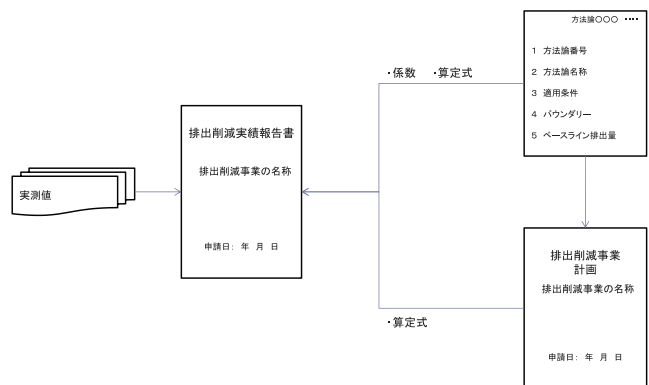 方法論○○○ ‥‥
1 方法論番号
2 方法論名称
3 適用条件
4 バウンダリー
5 ベースライン排出量
・係数 ・算定式
排出削減実績報告書
排出削減事業の名称
申請日： 年 月 日
実測値
排出削減事業
計画
排出削減事業の名称
申請日： 年 月 日
・算定式